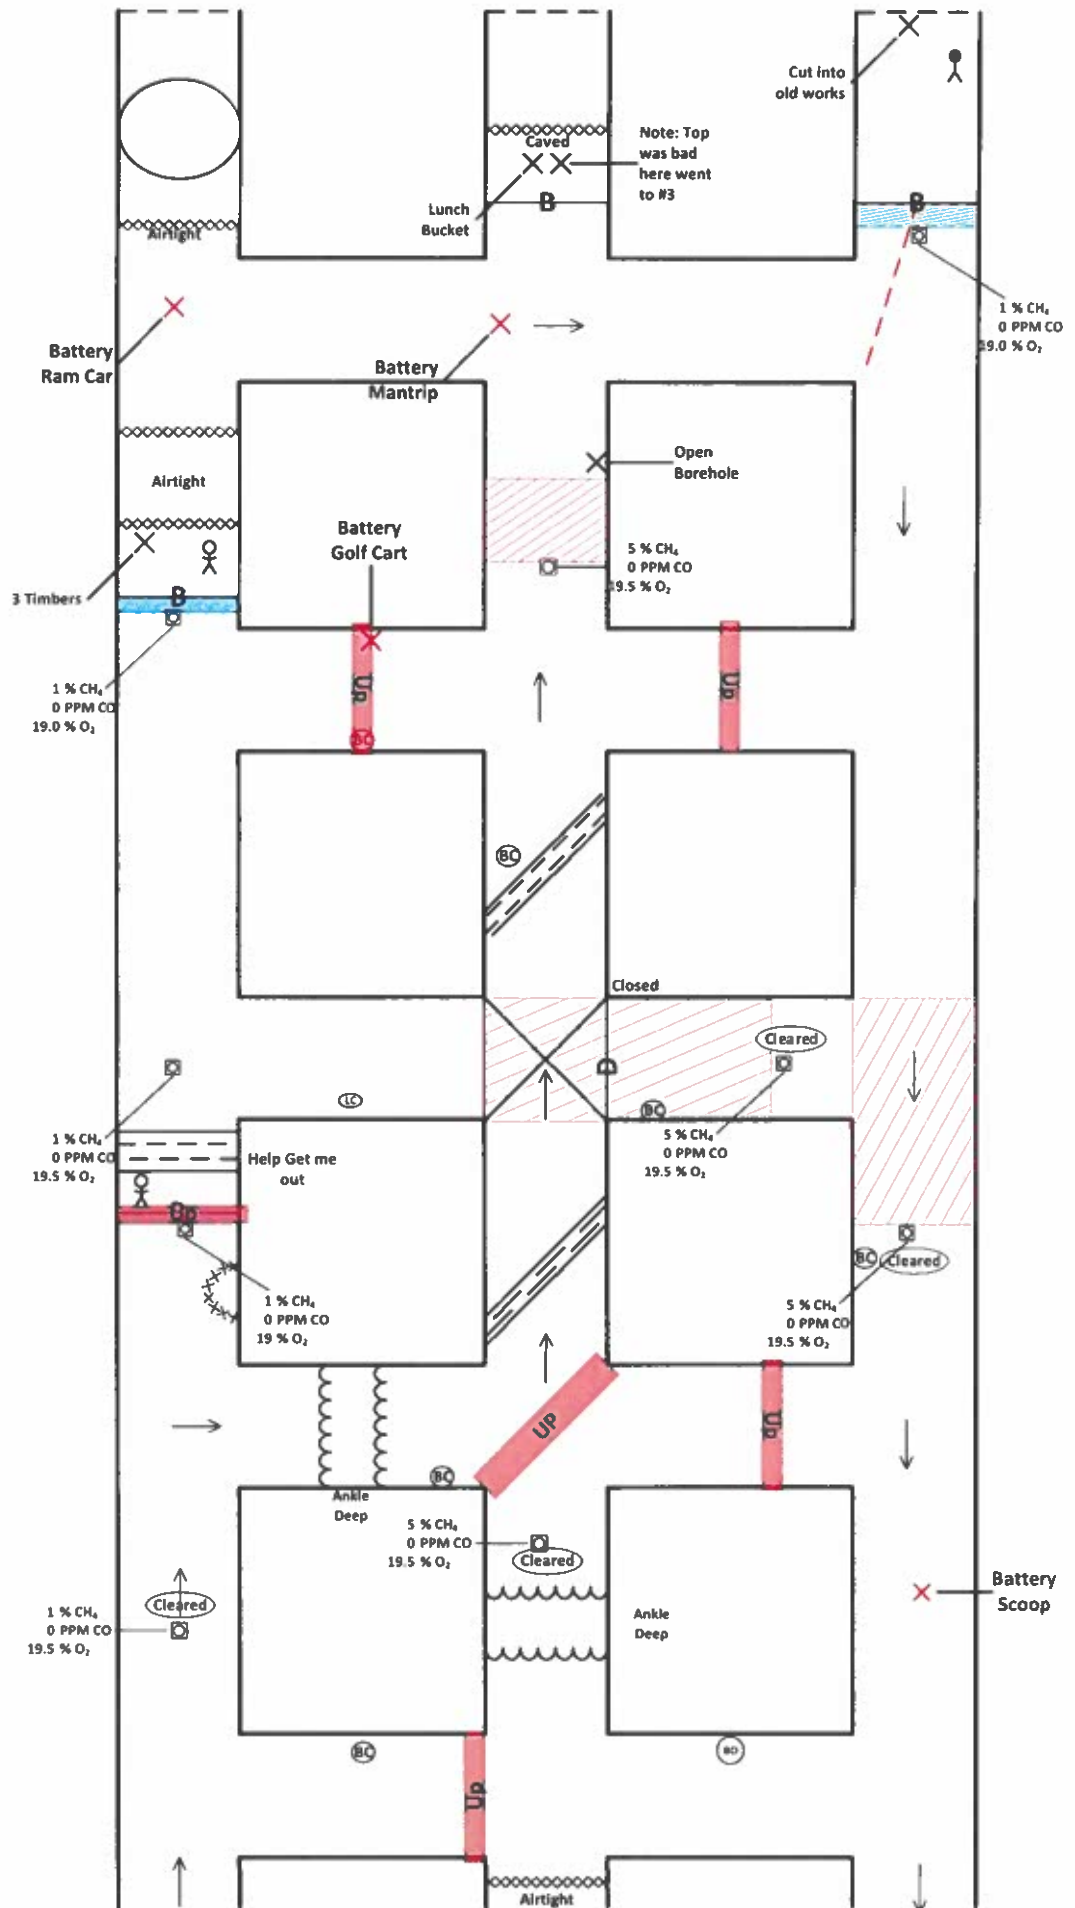 Cut into
old works
Caved
Note: Top
was bad
here went
to #3
Lunch
Bucket
B
B
Airtight
1 % CH₄
0 PPM CO
19.0 % O₂
Battery
Ram Car
Battery
Mantrip
Open
Borehole
Airtight
Battery
Golf Cart
5 % CH₄
0 PPM CO
19.5 % O₂
3 Timbers
B
1 % CH₄
0 PPM CO
19.0 % O₂
Up
Up
BC
BC
Closed
Cleared
D
LC
BC
1 % CH₄
0 PPM CO
19.5 % O₂
Help Get me
out
5 % CH₄
0 PPM CO
19.5 % O₂
Bp
BC
Cleared
1 % CH₄
0 PPM CO
19 % O₂
5 % CH₄
0 PPM CO
19.5 % O₂
UP
Up
BC
Ankle
Deep
5 % CH₄
0 PPM CO
19.5 % O₂
Cleared
Battery
Scoop
Cleared
1 % CH₄
0 PPM CO
19.5 % O₂
Ankle
Deep
BC
BD
Up
Airtight